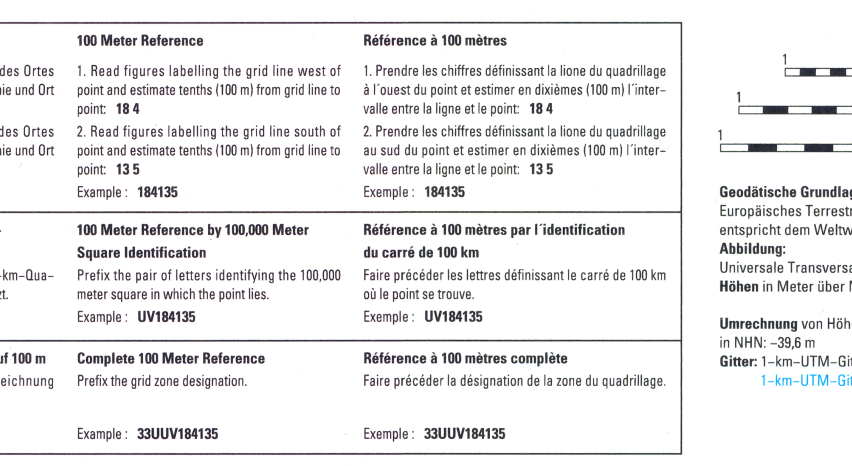 des Ortes
nie und Ort
des Ortes
nie und Ort
-km-Qua-
zt.
uf 100 m
eichnung
100 Meter Reference
1. Read figures labelling the grid line west of
point and estimate tenths (100 m) from grid line to
point: 18 4
2. Read figures labelling the grid line south of
point and estimate tenths (100 m) from grid line to
point: 13 5
Example : 184135
100 Meter Reference by 100,000 Meter
Square Identification
Prefix the pair of letters identifying the 100,000
meter square in which the point lies.
Example : UV184135
Complete 100 Meter Reference
Prefix the grid zone designation.
Example : 33UUV184135
Référence à 100 mètres
1. Prendre les chiffres définissant la lione du quadrillage
à l´ouest du point et estimer en dixièmes (100 m) l´inter-
valle entre la ligne et le point: 18 4
2. Prendre les chiffres définissant la lione du quadrillage
au sud du point et estimer en dixièmes (100 m) l´inter-
valle entre la ligne et le point: 13 5
Exemple : 184135
Référence à 100 mètres par l´identification
du carré de 100 km
Faire précéder les lettres définissant le carré de 100 km
où le point se trouve.
Exemple : UV184135
Référence à 100 mètres complète
Faire précéder la désignation de la zone du quadrillage.
Exemple : 33UUV184135
1
1
1
Geodätische Grundlag
Europäisches Terrestr
entspricht dem Weltw
Abbildung:
Universale Transversa
Höhen in Meter über N
Umrechnung von Höh
in NHN: -39,6 m
Gitter: 1-km-UTM-Git
1-km-UTM-Git